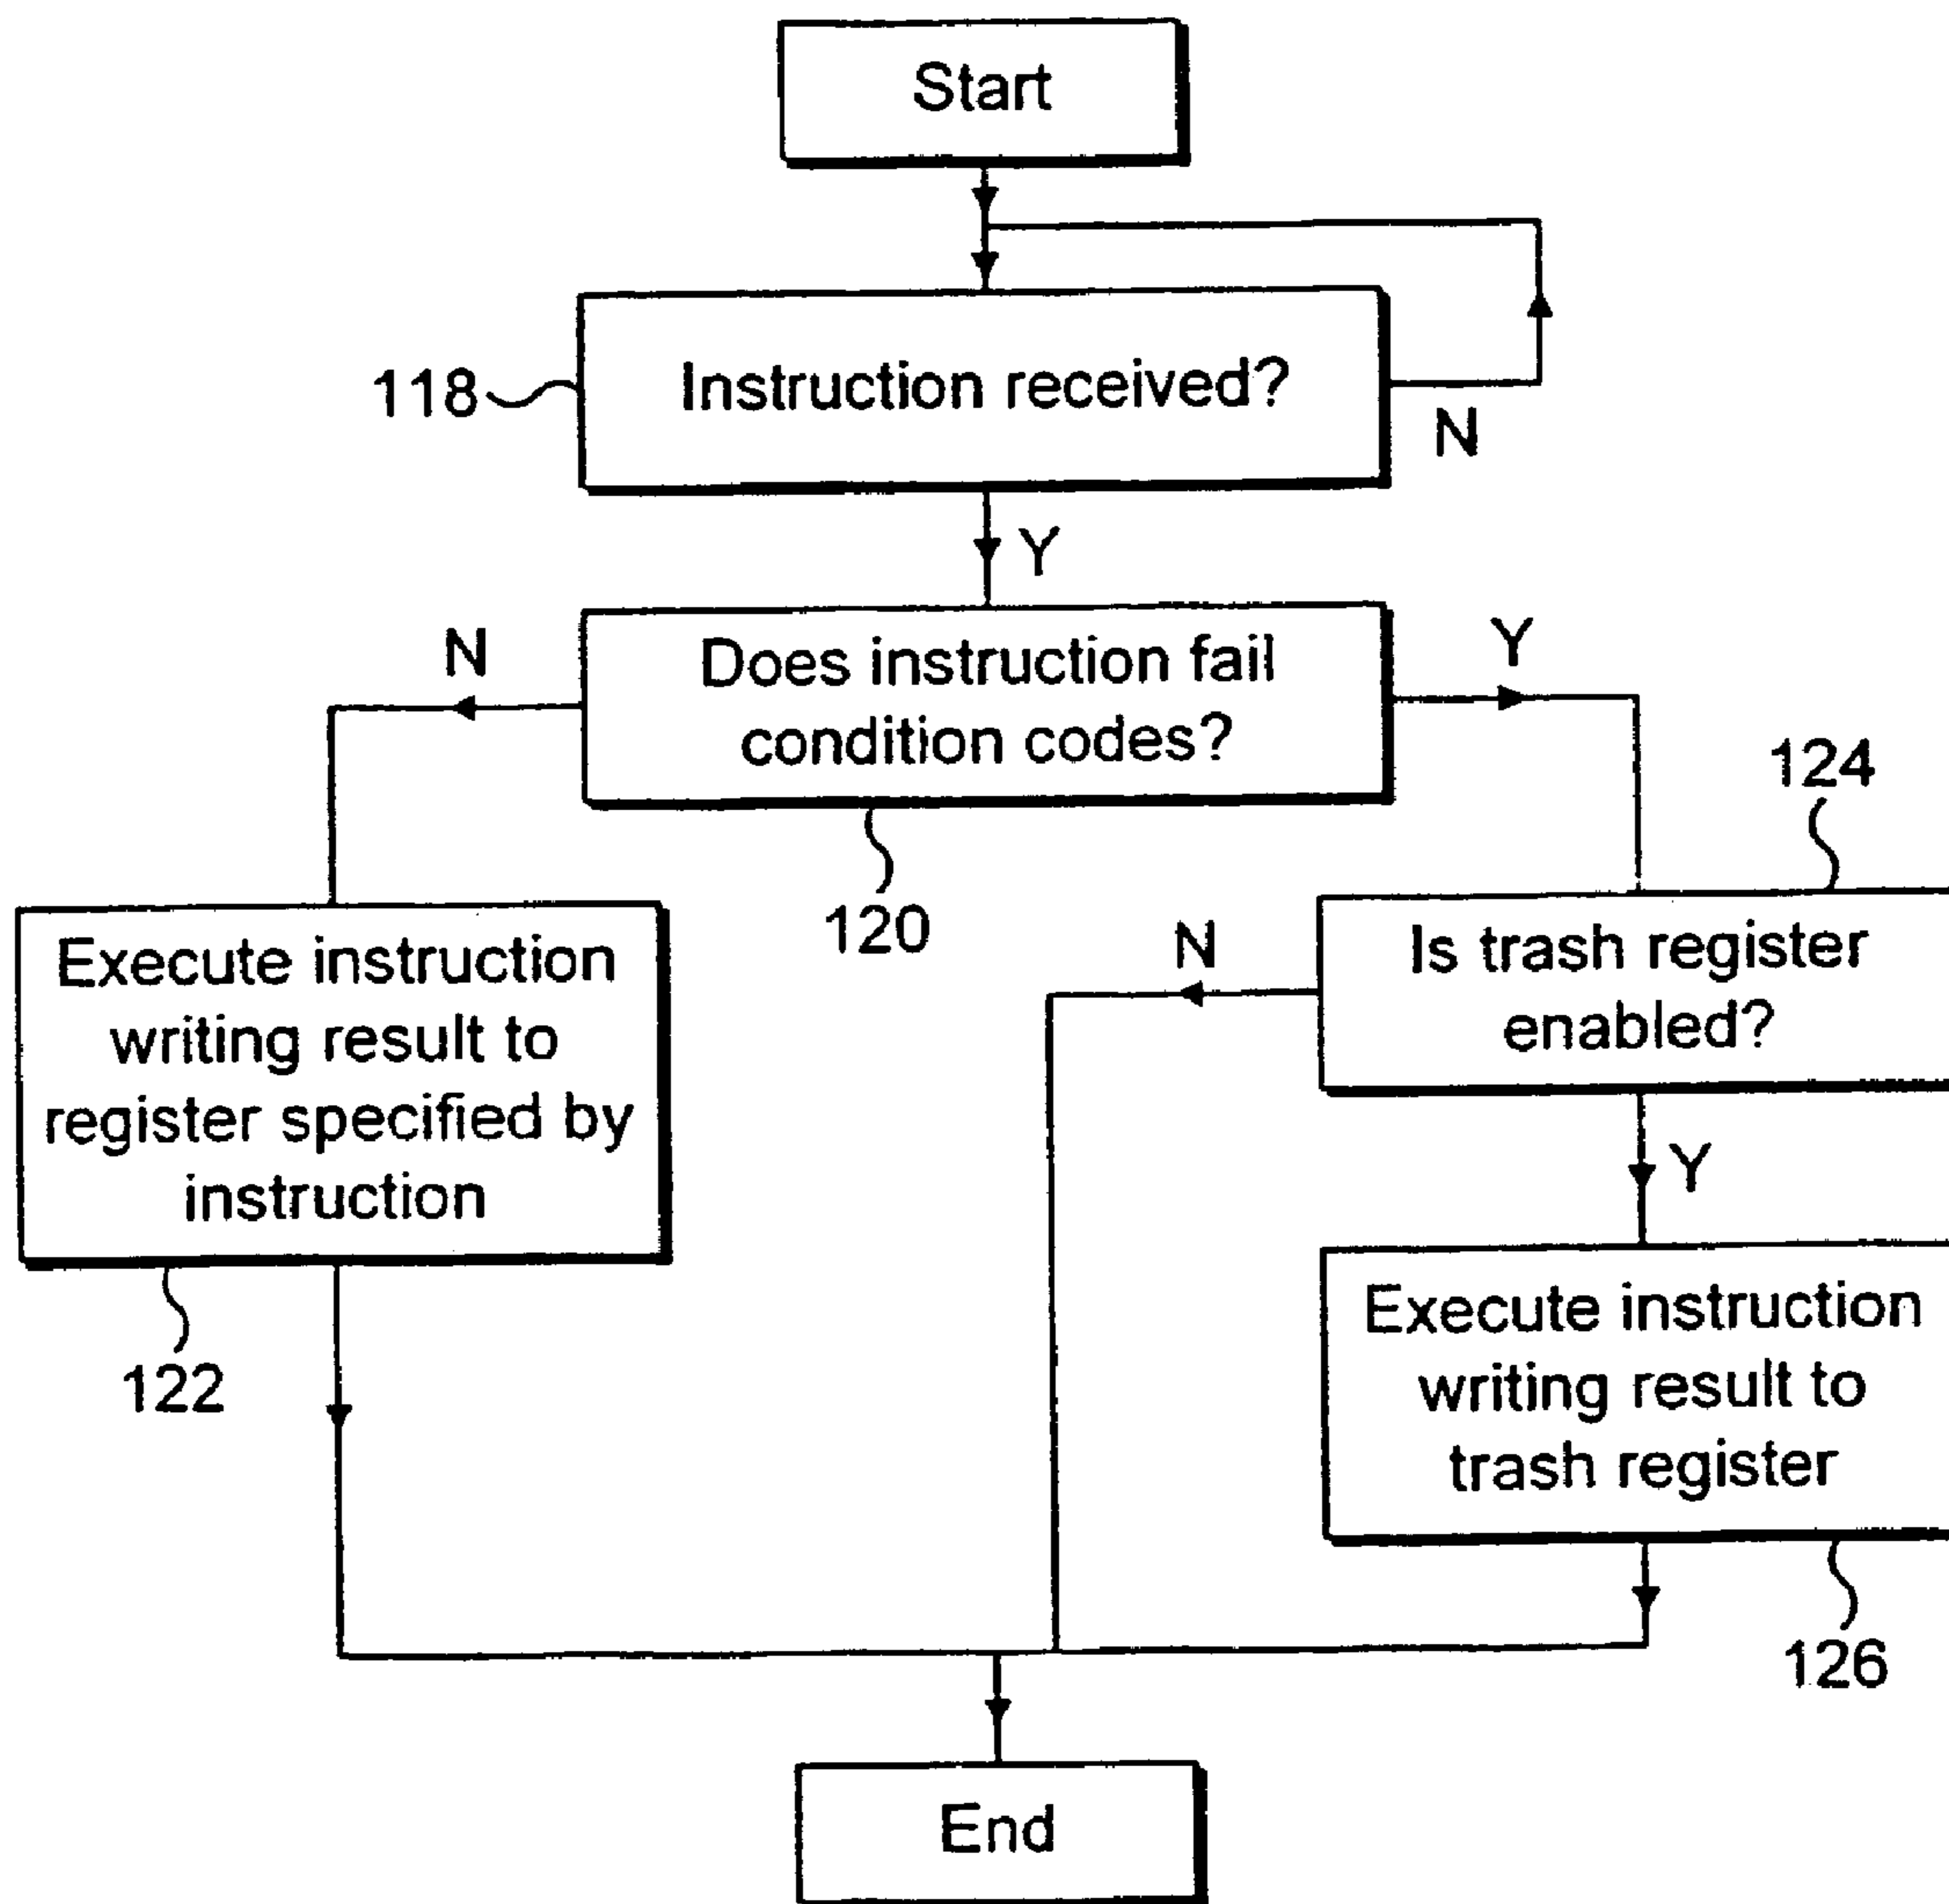 Start
118
Instruction received?
N
Y
N
Does instruction fail
condition codes?
Y
124
120
Execute instruction
writing result to
register specified by
instruction
N
Is trash register
enabled?
Y
122
Execute instruction
writing result to
trash register
126
End